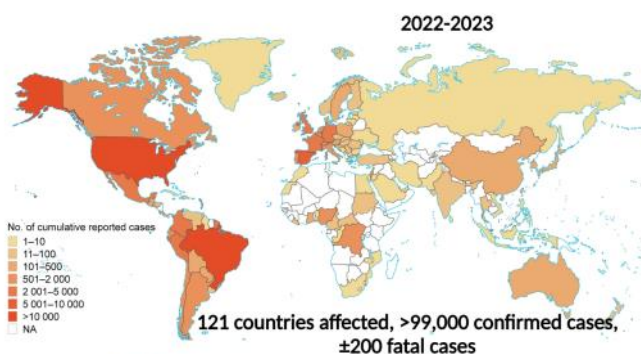 2022-2023
No. of cumulative reported cases
1–10
11–100
101–500
501–2 000
2 001–5 000
5 001–10 000
>10 000
NA
121 countries affected, >99,000 confirmed cases,
±200 fatal cases